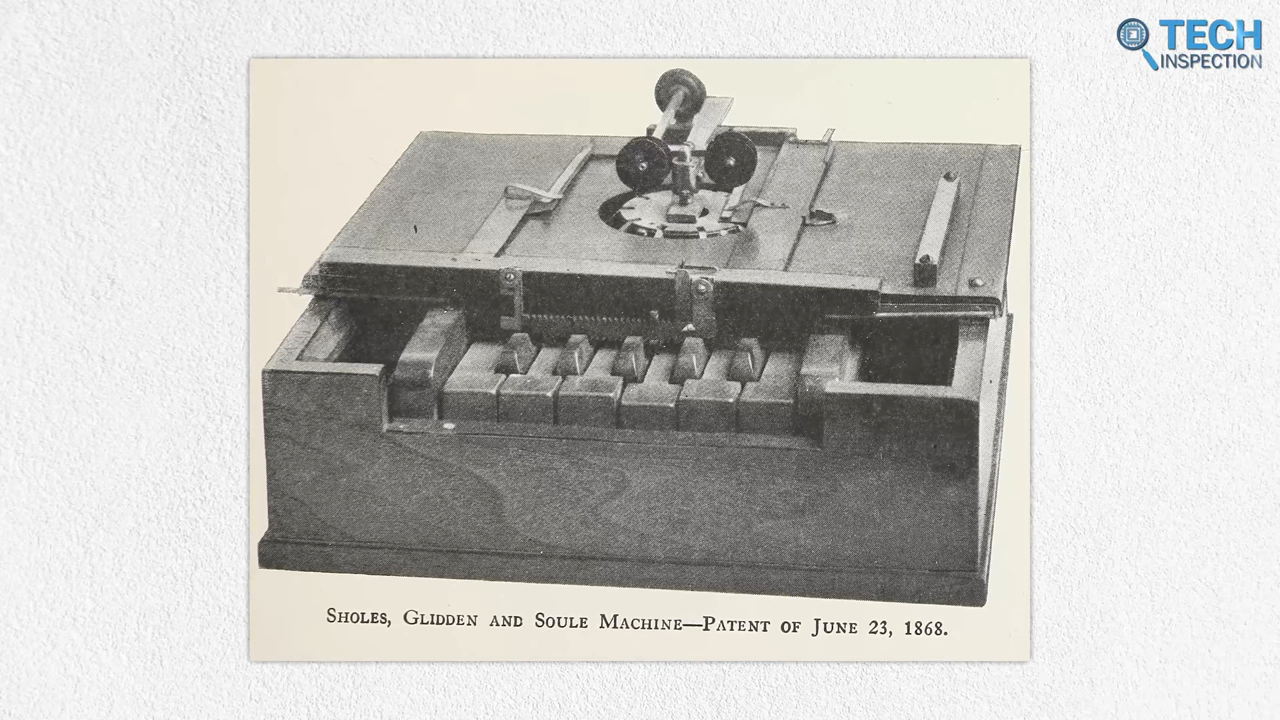 TECH
INSPECTION
Sholes, Glidden and Soule Machine—Patent of June 23, 1868.